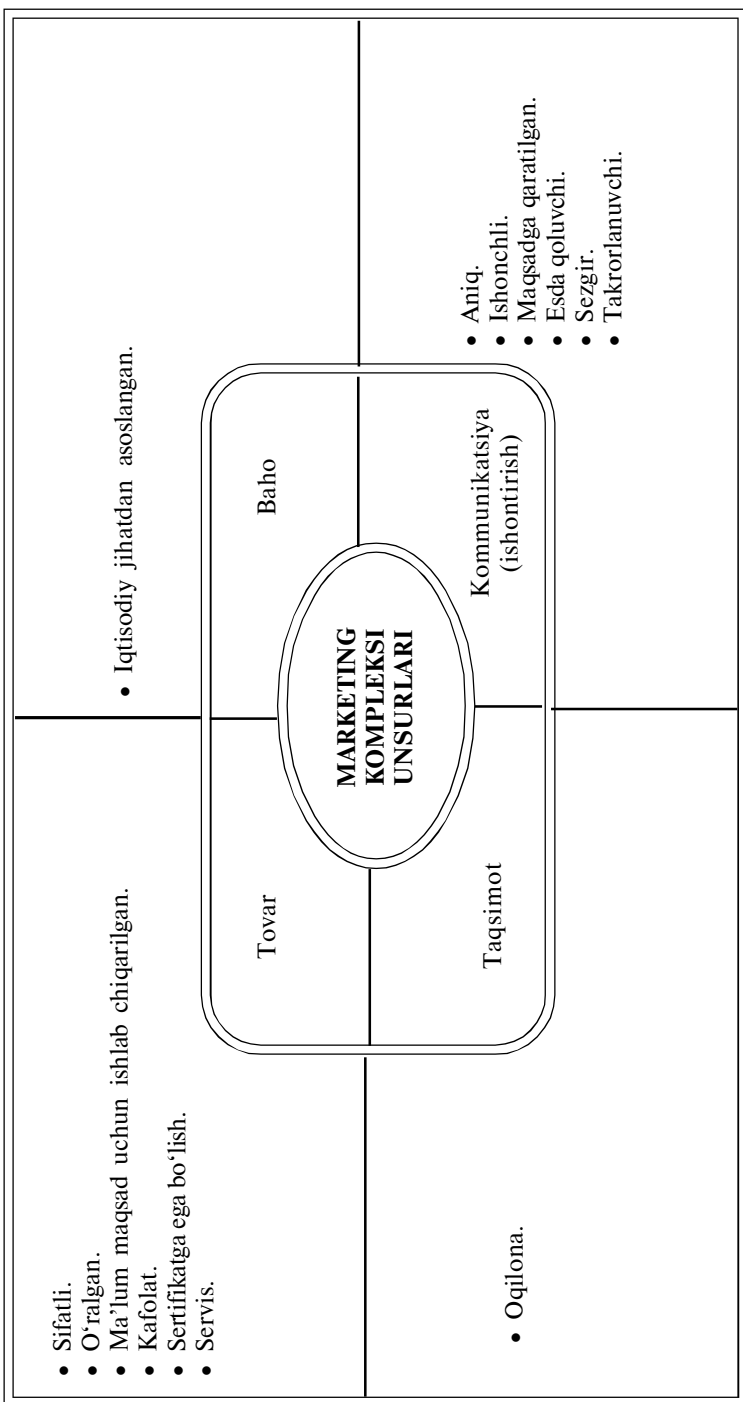 • Sifatli.
• O‘ralgan.
• Ma’lum maqsad uchun ishlab chiqarilgan.
• Kafolat.
• Sertifikatga ega bo‘lish.
• Servis.
• Iqtisodiy jihatdan asoslangan.
Tovar
Baho
MARKETING
KOMPLEKSI
UNSURLARI
Taqsimot
Kommunikatsiya
(ishontirish)
• Oqilona.
• Aniq.
• Ishonchli.
• Maqsadga qaratilgan.
• Esda qoluvchi.
• Sezgir.
• Takrorlanuvchi.